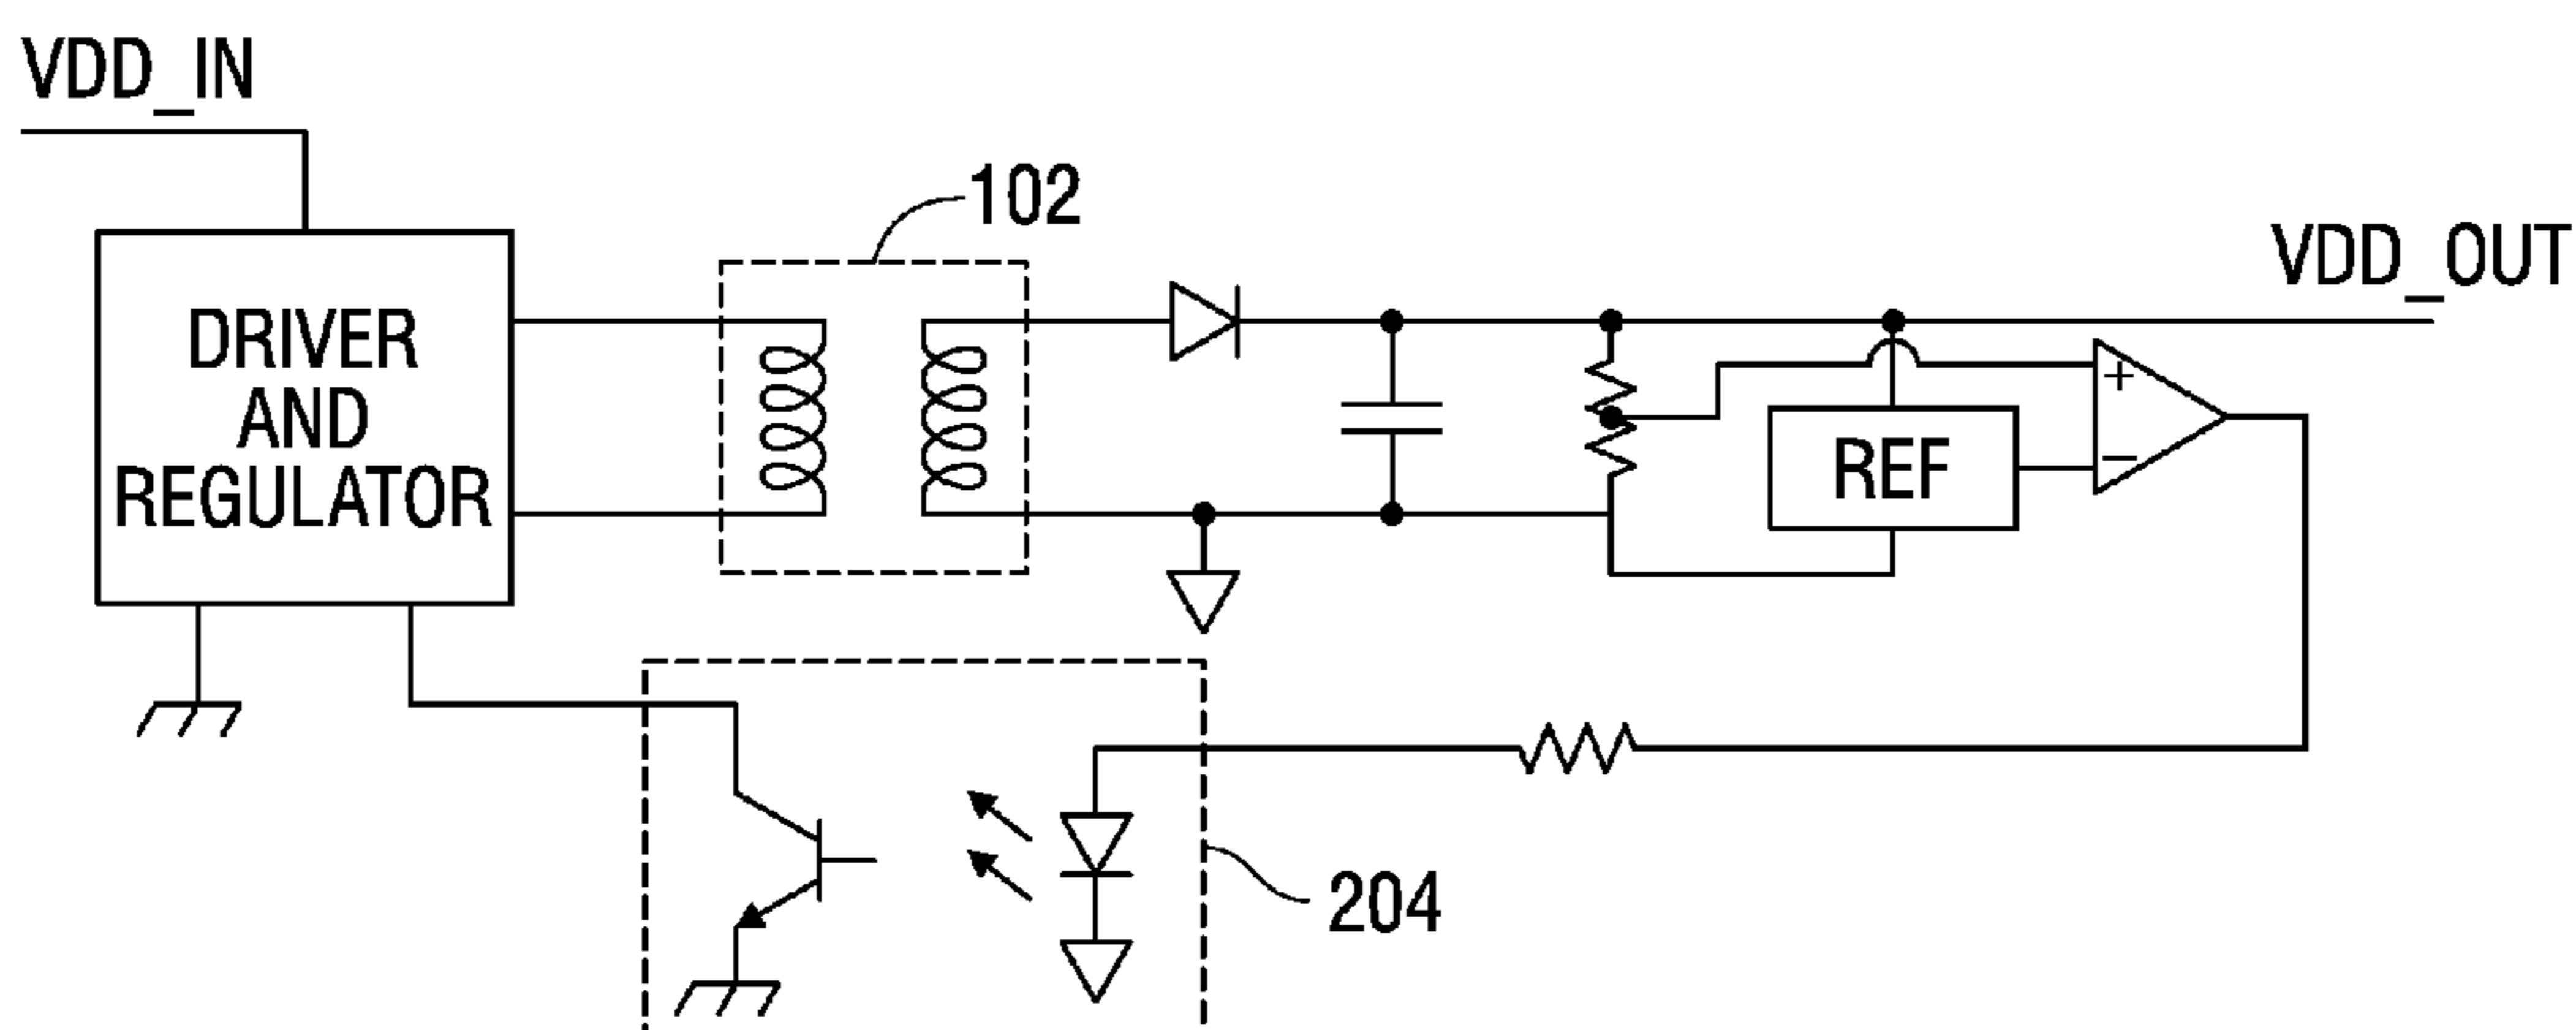 VDD_IN
102
VDD_OUT
DRIVER
AND
REGULATOR
+
REF
−
204